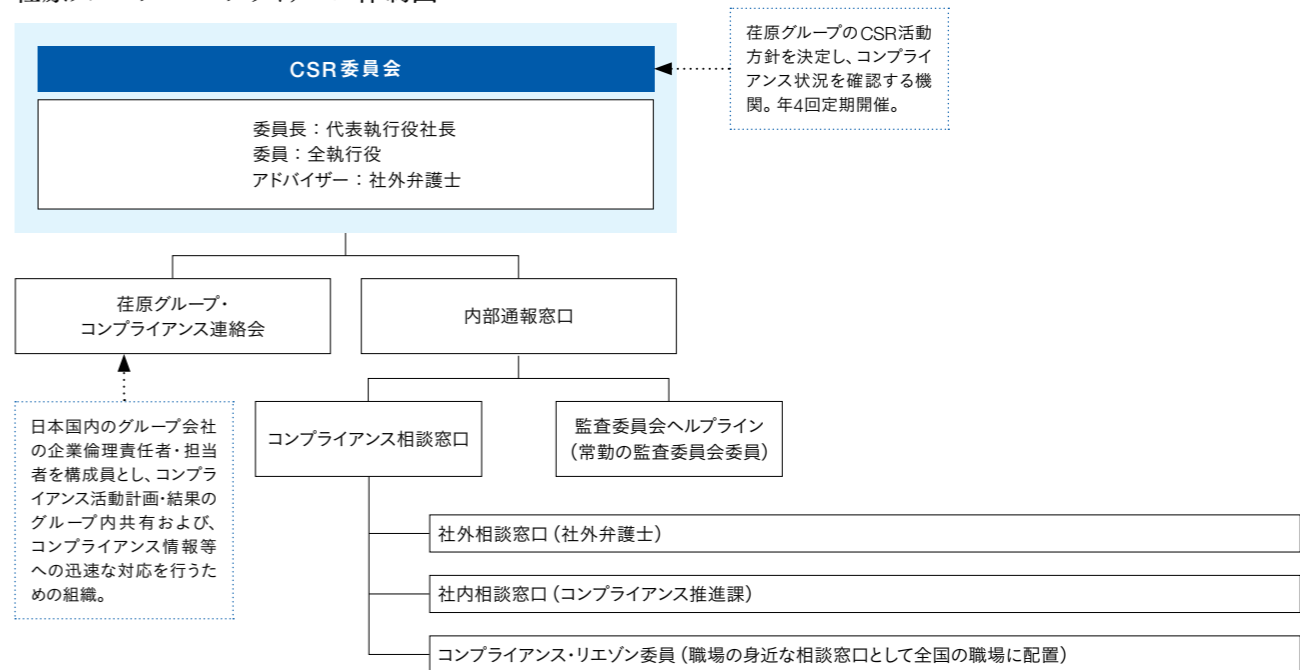 CSR委員会
委員長：代表執行役社長
委員：全執行役
アドバイザー：社外弁護士
荏原グループのCSR活動
方針を決定し、コンプライ
アンス状況を確認する機
関。年4回定期開催。
荏原グループ・
コンプライアンス連絡会
内部通報窓口
日本国内のグループ会社
の企業倫理責任者・担当
者を構成員とし、コンプラ
イアンス活動計画・結果の
グループ内共有および、
コンプライアンス情報等
への迅速な対応を行うた
めの組織。
コンプライアンス相談窓口
監査委員会ヘルプライン
（常勤の監査委員会委員）
社外相談窓口（社外弁護士）
社内相談窓口（コンプライアンス推進課）
コンプライアンス・リエゾン委員（職場の身近な相談窓口として全国の職場に配置）